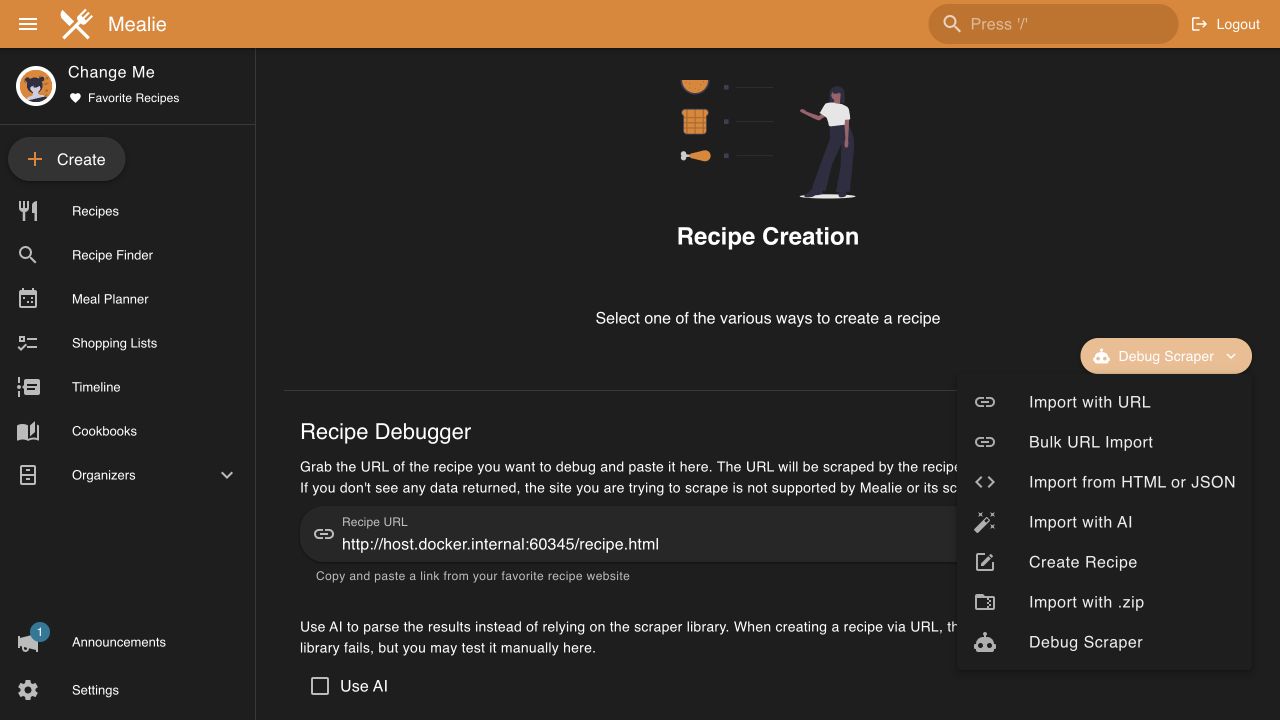 Mealie
Press '/'
Logout
Change Me
Favorite Recipes
Create
Recipes
Recipe Finder
Meal Planner
Shopping Lists
Timeline
Cookbooks
Organizers
1
Announcements
Settings
Recipe Creation
Select one of the various ways to create a recipe
Debug Scraper
Import with URL
Bulk URL Import
Import from HTML or JSON
Import with AI
Create Recipe
Import with .zip
Debug Scraper
Recipe Debugger
Grab the URL of the recipe you want to debug and paste it here. The URL will be scraped by the recipe
If you don't see any data returned, the site you are trying to scrape is not supported by Mealie or its
Recipe URL
http://host.docker.internal:60345/recipe.html
Copy and paste a link from your favorite recipe website
Use AI to parse the results instead of relying on the scraper library. When creating a recipe via URL,
library fails, but you may test it manually here.
Use AI